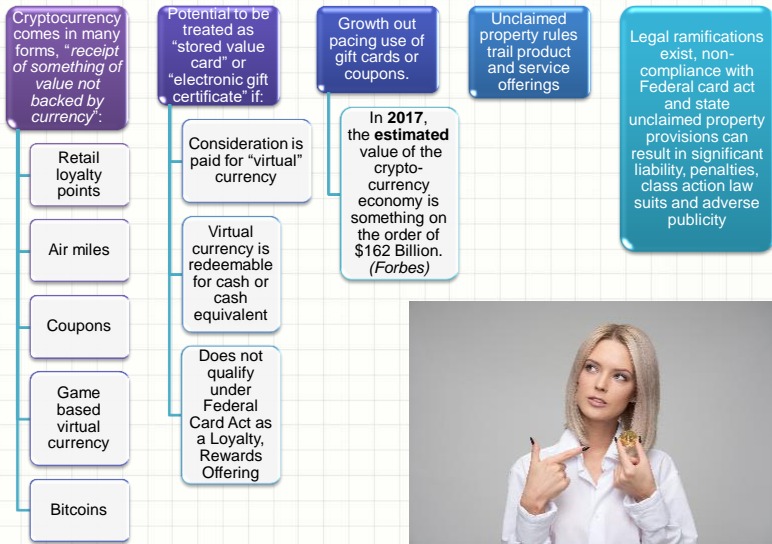 Cryptocurrency
comes in many
forms, “receipt
of something of
value not
backed by
currency”:
Retail
loyalty
points
Air miles
Coupons
Game
based
virtual
currency
Bitcoins
Potential to be
treated as
“stored value
card” or
“electronic gift
certificate” if:
Consideration is
paid for “virtual”
currency
Virtual
currency is
redeemable
for cash or
cash
equivalent
Does not
qualify
under
Federal
Card Act as
a Loyalty,
Rewards
Offering
Growth out
pacing use of
gift cards or
coupons.
In 2017,
the estimated
value of the
crypto-
currency
economy is
something on
the order of
$162 Billion.
(Forbes)
Unclaimed
property rules
trail product
and service
offerings
Legal ramifications
exist, non-
compliance with
Federal card act
and state
unclaimed property
provisions can
result in significant
liability, penalties,
class action law
suits and adverse
publicity